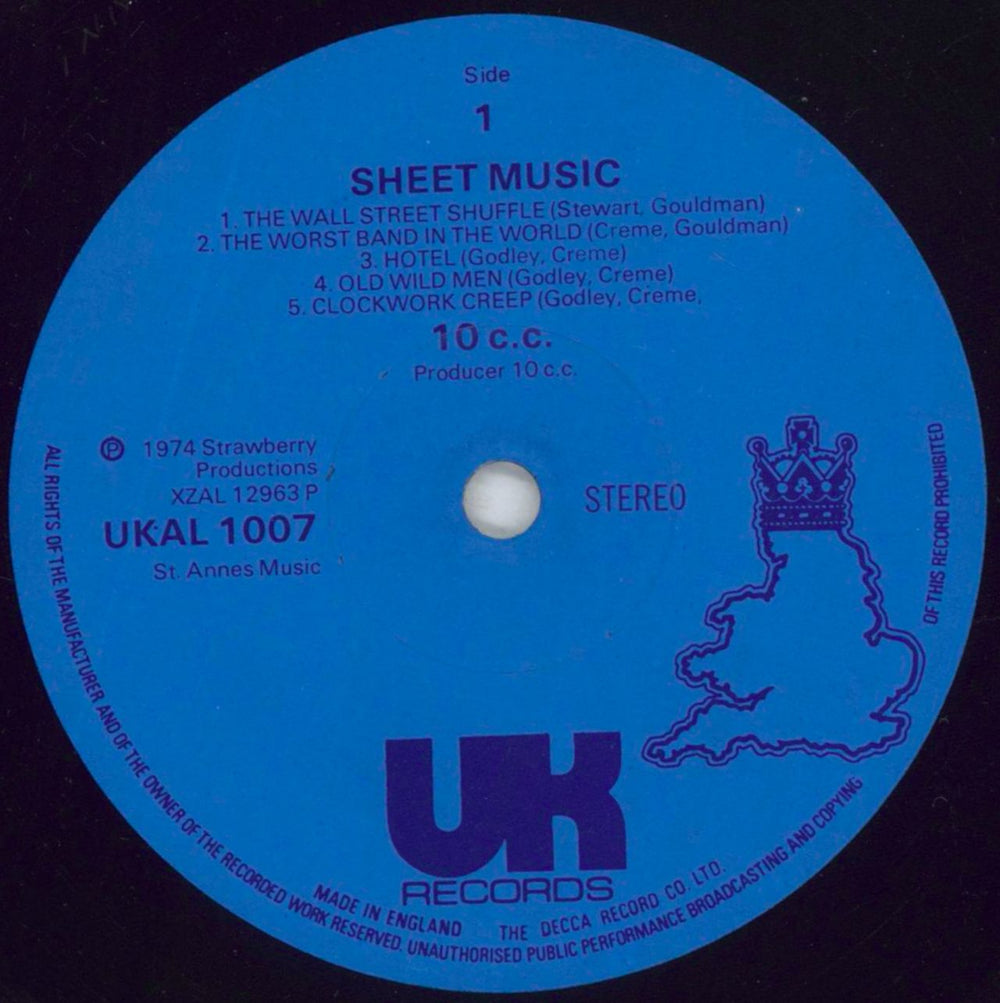 Side
1
SHEET MUSIC
1. THE WALL STREET SHUFFLE (Stewart, Gouldman)
2. THE WORST BAND IN THE WORLD (Creme, Gouldman)
3. HOTEL (Godley, Creme)
4. OLD WILD MEN (Godley, Creme)
5. CLOCKWORK CREEP (Godley, Creme,
10 c.c.
Producer 10 c.c.
℗ 1974 Strawberry
Productions
XZAL 12963 P
UKAL 1007
St. Annes Music
STEREO
UK
RECORDS
MADE IN ENGLAND THE DECCA RECORD CO. LTD.
ALL RIGHTS OF THE MANUFACTURER AND OF THE OWNER OF THE RECORDED WORK RESERVED. UNAUTHORISED PUBLIC PERFORMANCE BROADCASTING AND COPYING OF THIS RECORD PROHIBITED